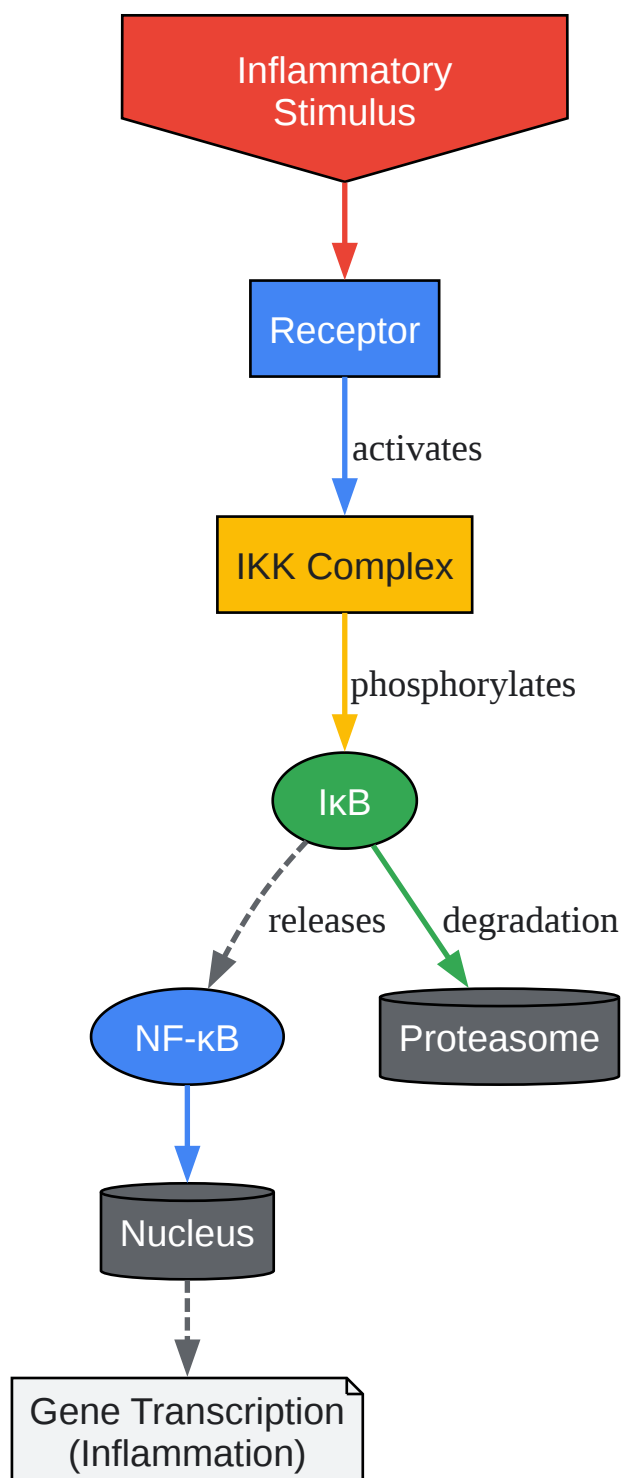 Inflammatory
Stimulus
Receptor
activates
IKK Complex
phosphorylates
IκB
releases
degradation
NF-κB
Proteasome
Nucleus
Gene Transcription
(Inflammation)